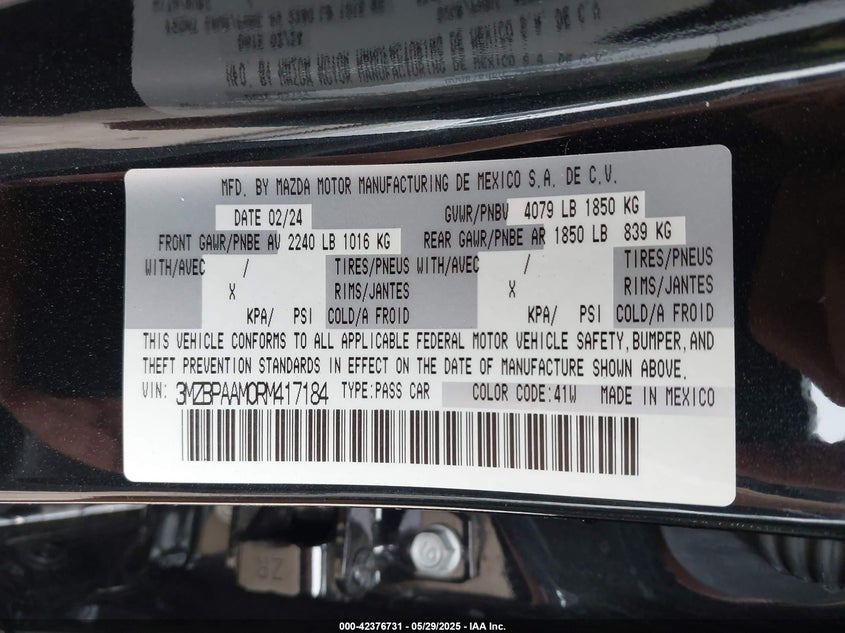 MFD. BY MAZDA MOTOR MANUFACTURING DE MEXICO S.A. DE C.V.
DATE 02/24 GVWR/PNBV 4079 LB 1850 KG
FRONT GAWR/PNBE AV 2240 LB 1016 KG REAR GAWR/PNBE AR 1850 LB 839 KG
WITH/AVEC / TIRES/PNEUS WITH/AVEC / TIRES/PNEUS
X RIMS/JANTES X RIMS/JANTES
KPA/ PSI COLD/A FROID KPA/ PSI COLD/A FROID
THIS VEHICLE CONFORMS TO ALL APPLICABLE FEDERAL MOTOR VEHICLE SAFETY, BUMPER, AND
THEFT PREVENTION STANDARDS IN EFFECT ON THE DATE OF MANUFACTURE SHOWN ABOVE.
VIN: 3MZBPAAM0RM417184 TYPE:PASS CAR COLOR CODE:41W MADE IN MEXICO
ZR
000-42376731 - 05/29/2025 - IAA Inc.